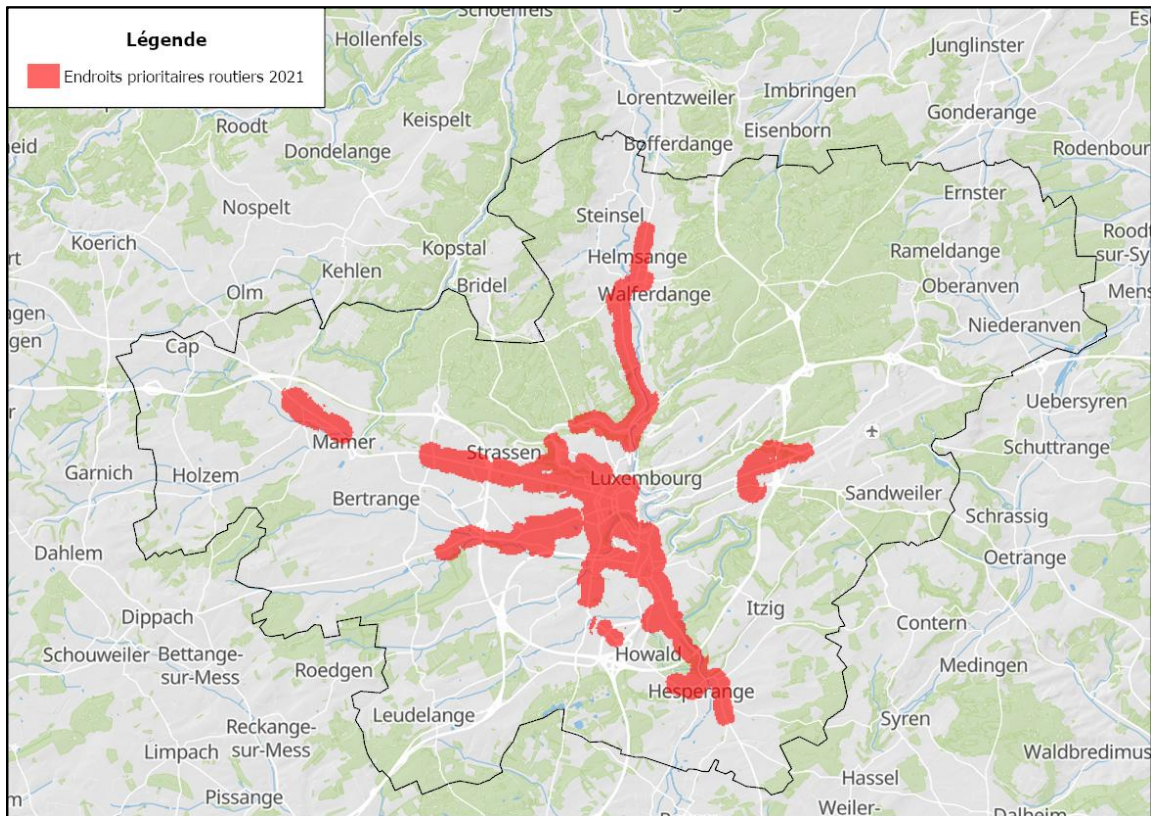 Légende
Endroits prioritaires routiers 2021
Schoenfels
Hollenfels
Junglinster
Lorentzweiler
Imbringen
Gonderange
Keispelt
Roodt
Eisenborn
Dondelange
Bofferdange
Rodenbour
Ernster
Nospelt
Steinsel
Koerich
Kopstal
Helmsange
Rameldange
Roodt-
sur-Sy
Kehlen
Bridel
Oberanven
Olm
Walferdange
Mens
Niederanven
Cap
Uebersyren
Mamer
Strassen
Schuttrange
Garnich
Holzem
Luxembourg
Bertrange
Sandweiler
Schrassig
Dahlem
Oetrange
Itzig
Dippach
Contern
Schouweiler
Bettange-
sur-Mess
Roedgen
Howald
Medingen
Hesperange
Leudelange
Syren
Reckange-
sur-Mess
Limpach
Waldbredimus
Hassel
Pissange
Weiler-
Dalheim